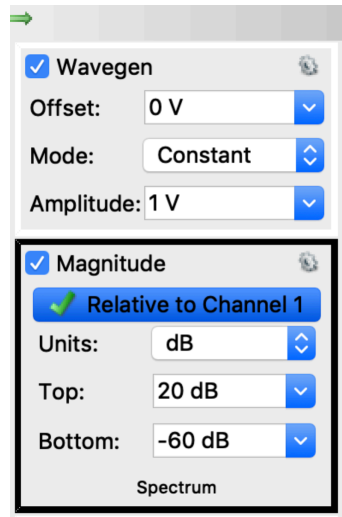 Wavegen
Offset: 0 V
Mode: Constant
Amplitude: 1 V
Magnitude
Relative to Channel 1
Units: dB
Top: 20 dB
Bottom: -60 dB
Spectrum